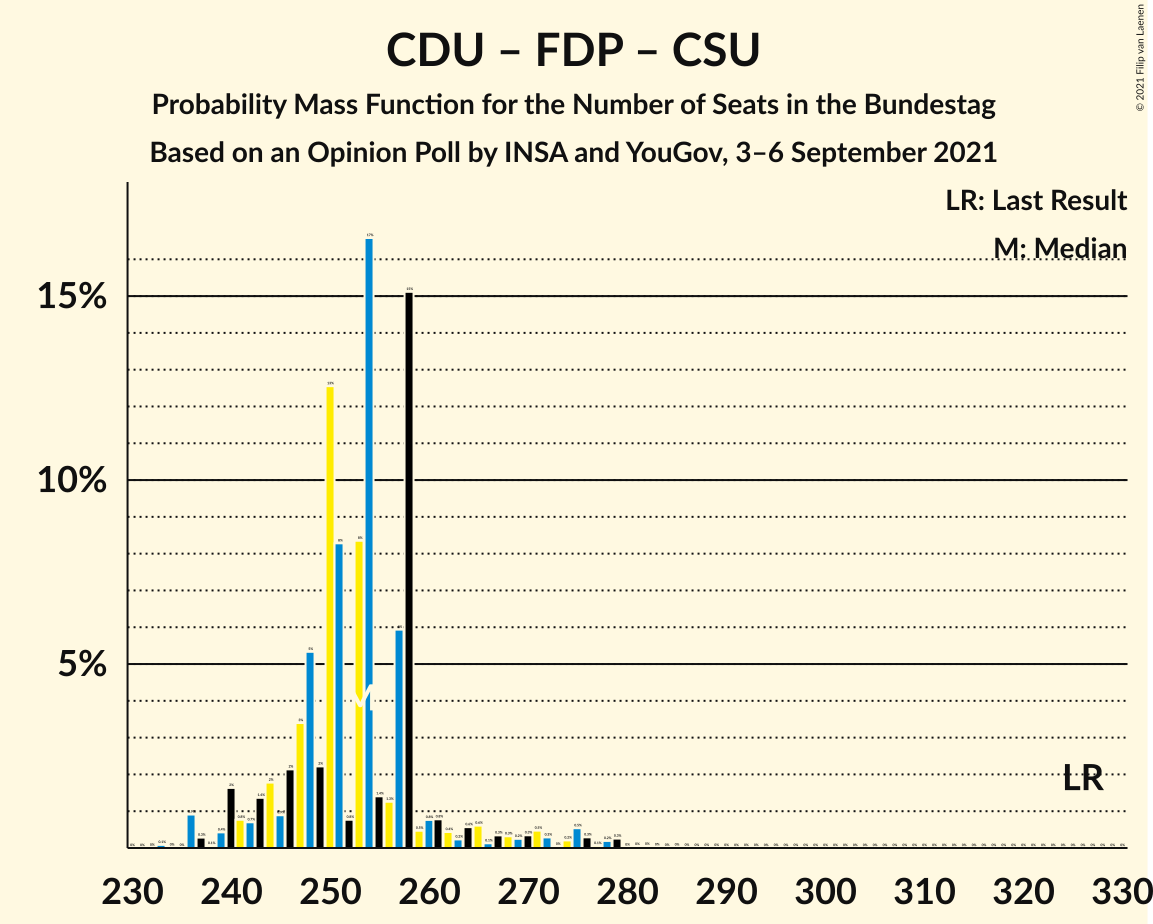 CDU – FDP – CSU
Probability Mass Function for the Number of Seats in the Bundestag
Based on an Opinion Poll by INSA and YouGov, 3–6 September 2021
© 2021 Filip van Laenen
LR: Last Result
M: Median
15%
10%
5%
M
LR
230 240 250 260 270 280 290 300 310 320 330